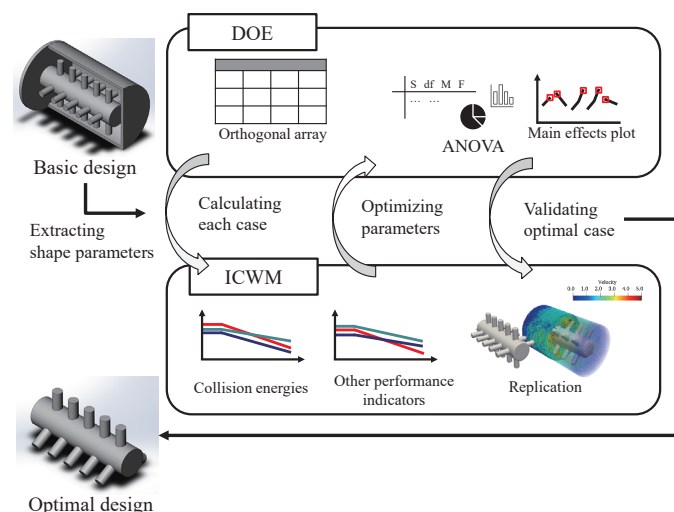 DOE
Orthogonal array
S df M F
... ...
ANOVA
Main effects plot
Basic design
Extracting
shape parameters
Calculating
each case
Optimizing
parameters
Validating
optimal case
ICWM
Collision energies
Other performance
indicators
Velocity
0.0 1.0 2.0 3.0 4.0 5.0
Replication
Optimal design